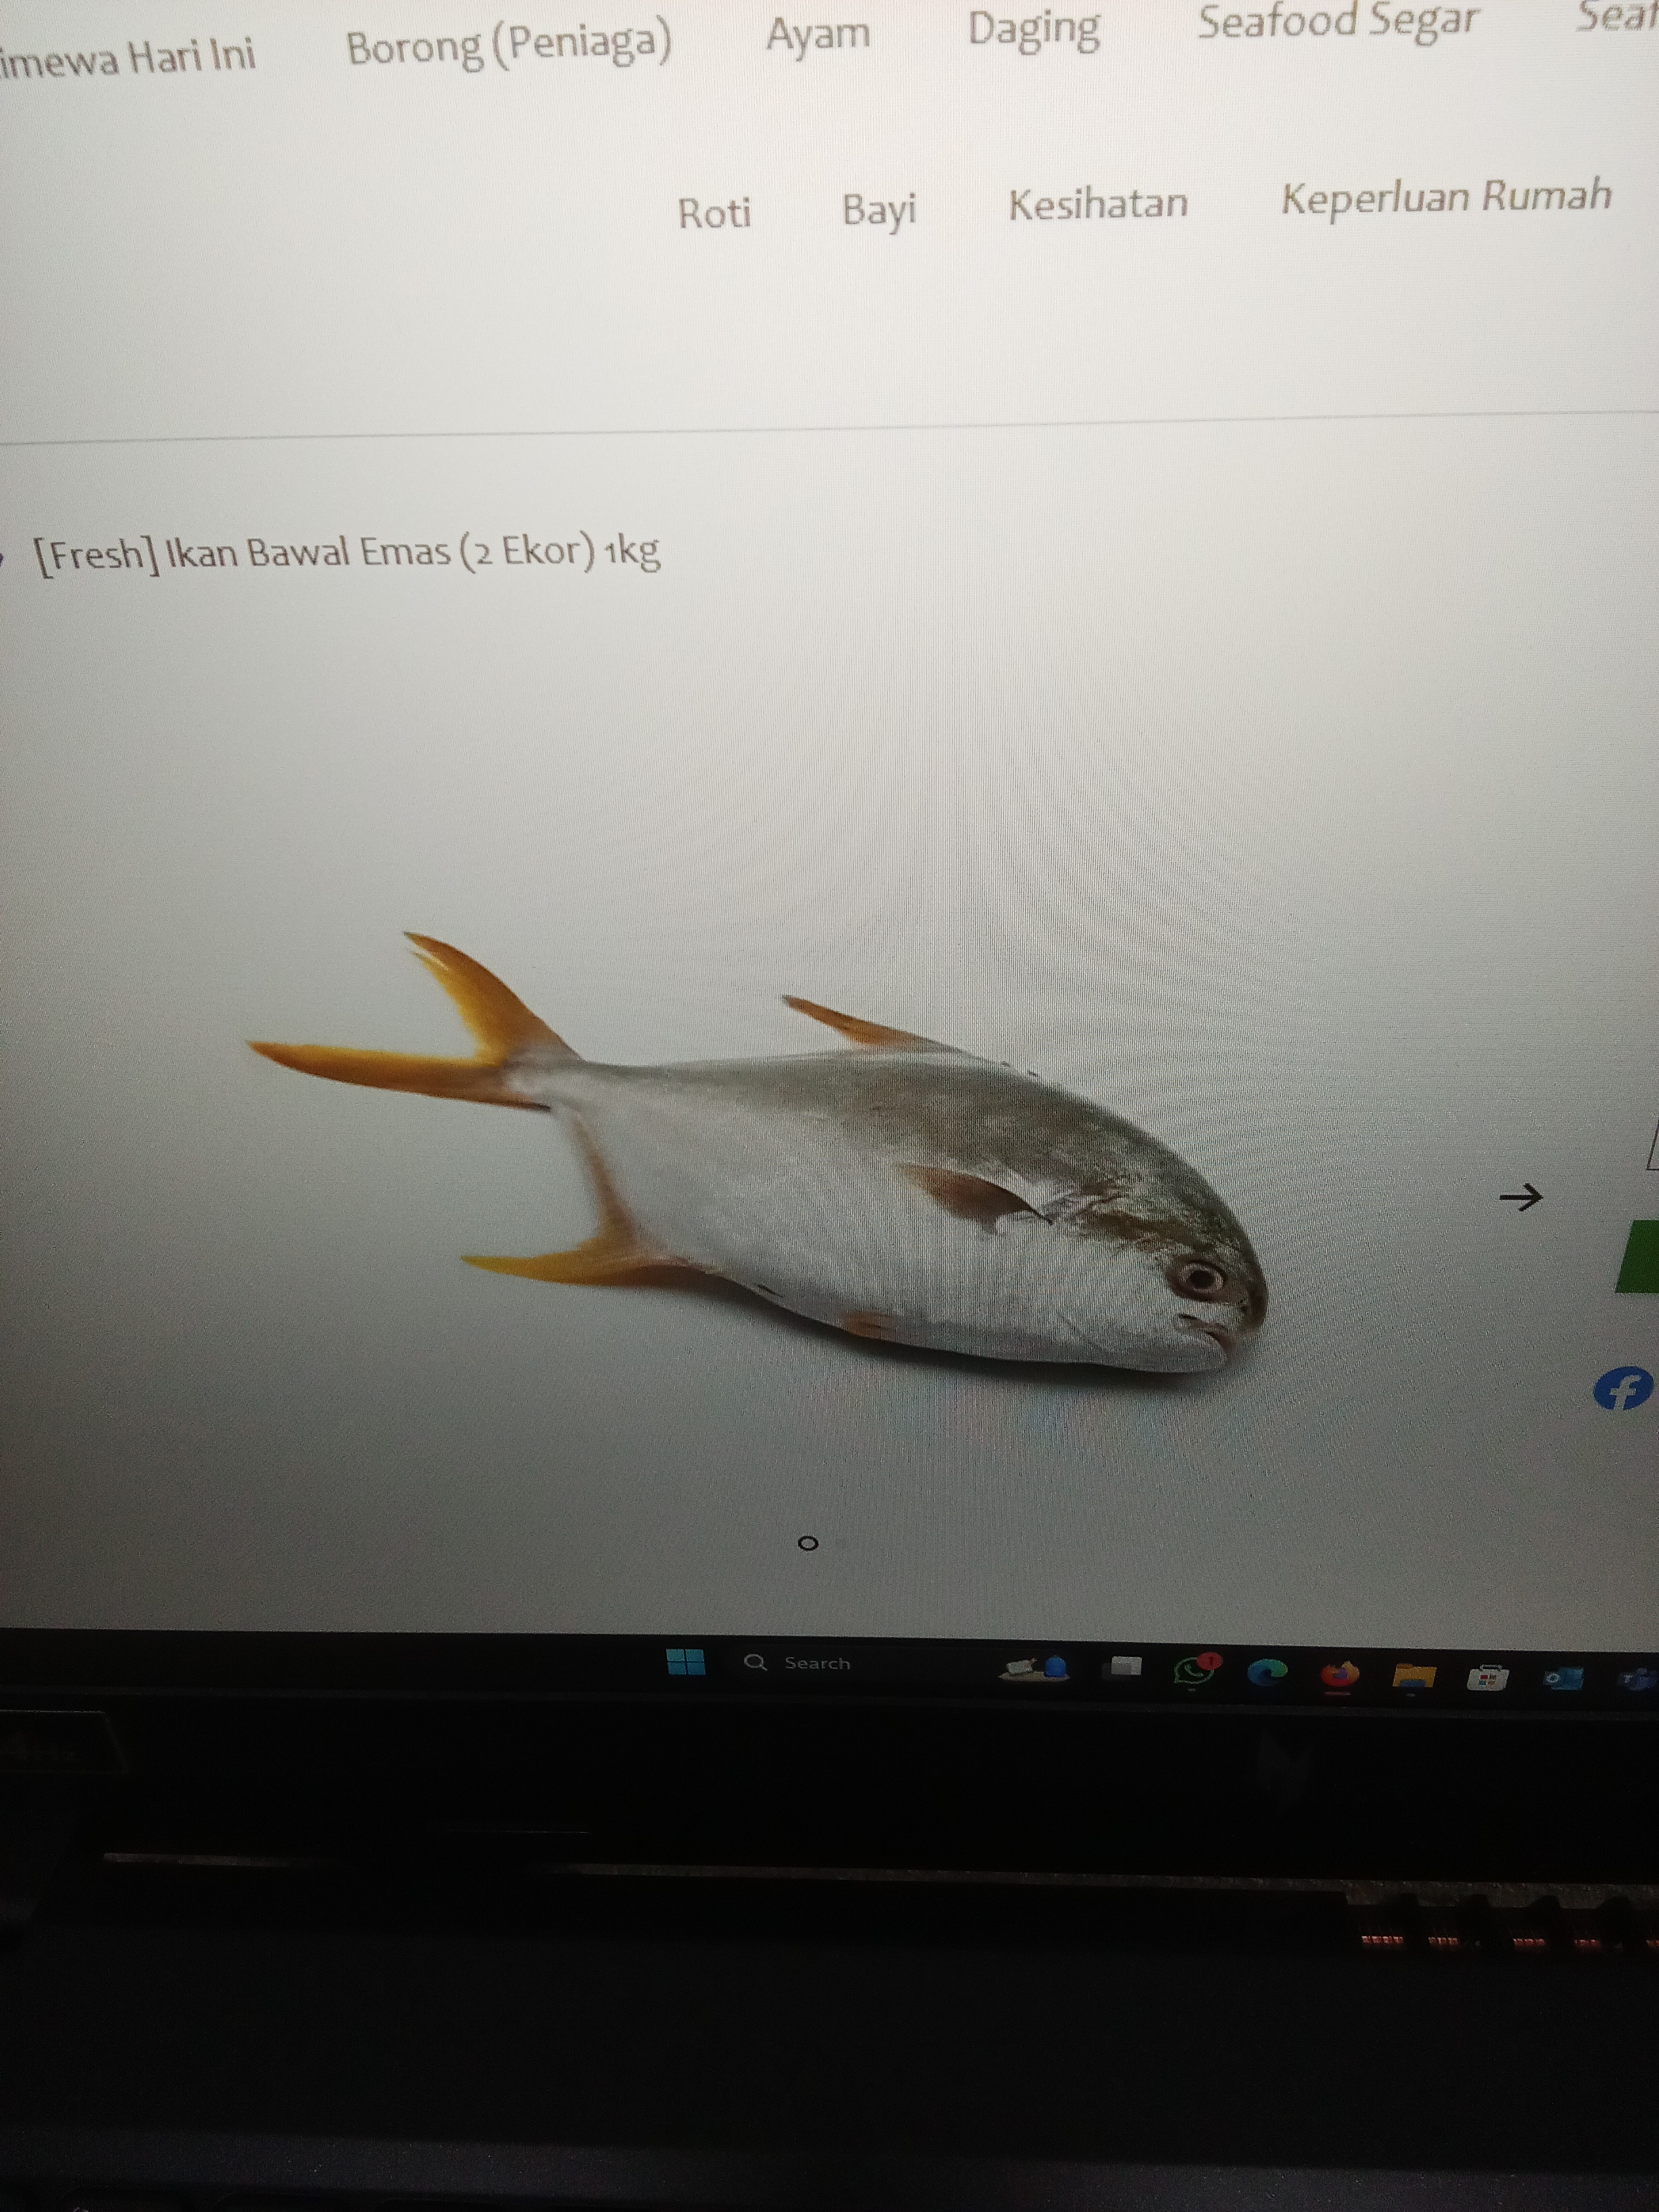 imewa Hari Ini Borong (Peniaga) Ayam Daging Seafood Segar Seaf
Roti Bayi Kesihatan Keperluan Rumah
[Fresh] Ikan Bawal Emas (2 Ekor) 1kg
Search